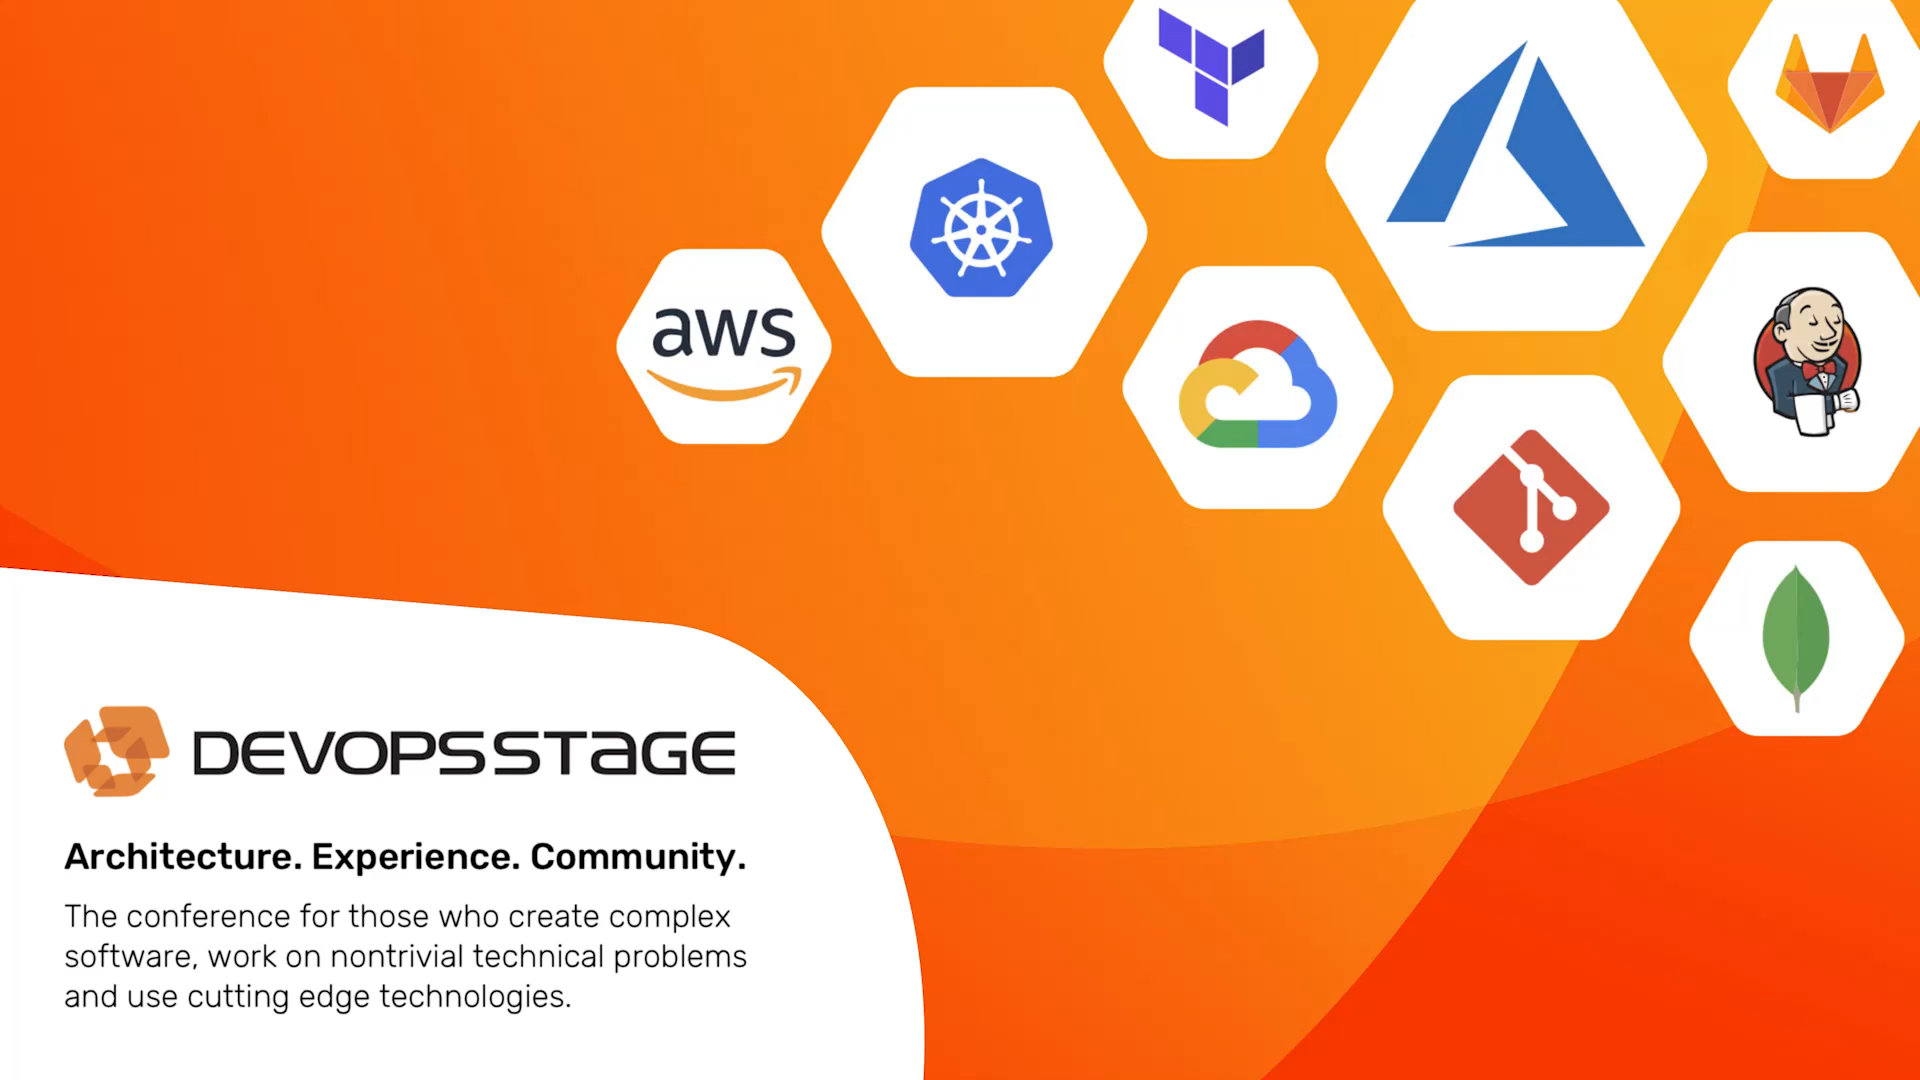 aws
DEVOPSSTAGE
Architecture. Experience. Community.
The conference for those who create complex
software, work on nontrivial technical problems
and use cutting edge technologies.